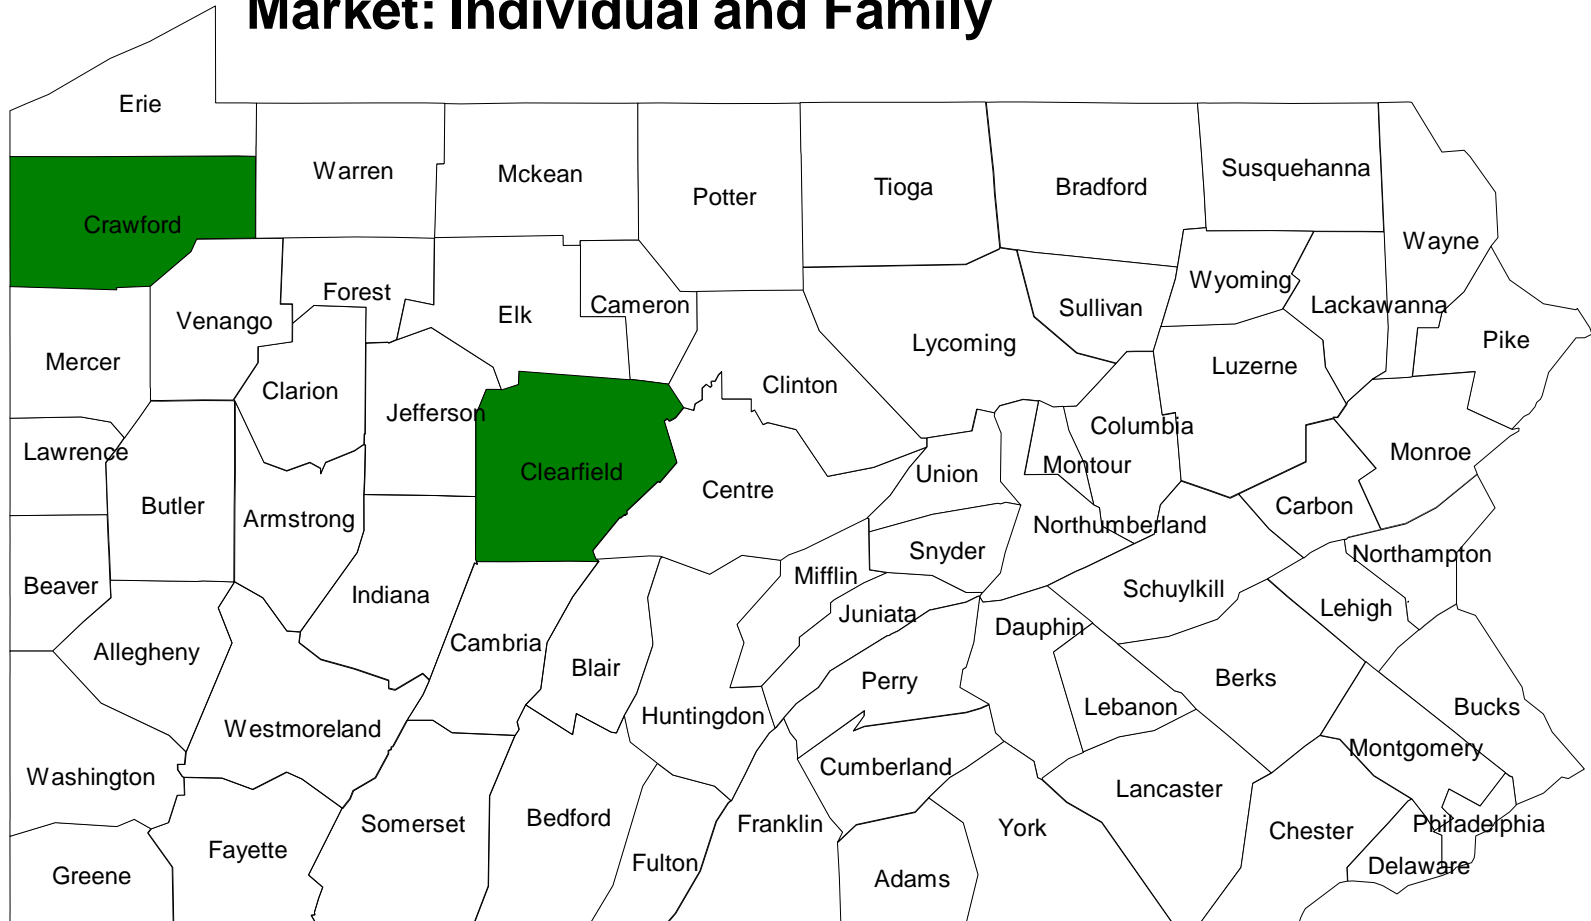 Market: Individual and Family
Erie
Warren
Mckean
Potter
Tioga
Bradford
Susquehanna
Wayne
Crawford
Forest
Venango
Elk
Cameron
Lycoming
Sullivan
Wyoming
Lackawanna
Pike
Mercer
Clarion
Jefferson
Clinton
Luzerne
Columbia
Lawrence
Butler
Armstrong
Clearfield
Centre
Union
Montour
Monroe
Carbon
Northumberland
Snyder
Northampton
Beaver
Indiana
Mifflin
Juniata
Schuylkill
Lehigh
Allegheny
Cambria
Blair
Dauphin
Perry
Huntingdon
Lebanon
Berks
Bucks
Westmoreland
Montgomery
Washington
Cumberland
Lancaster
Somerset
Bedford
Franklin
York
Chester
Philadelphia
Fayette
Fulton
Delaware
Greene
Adams